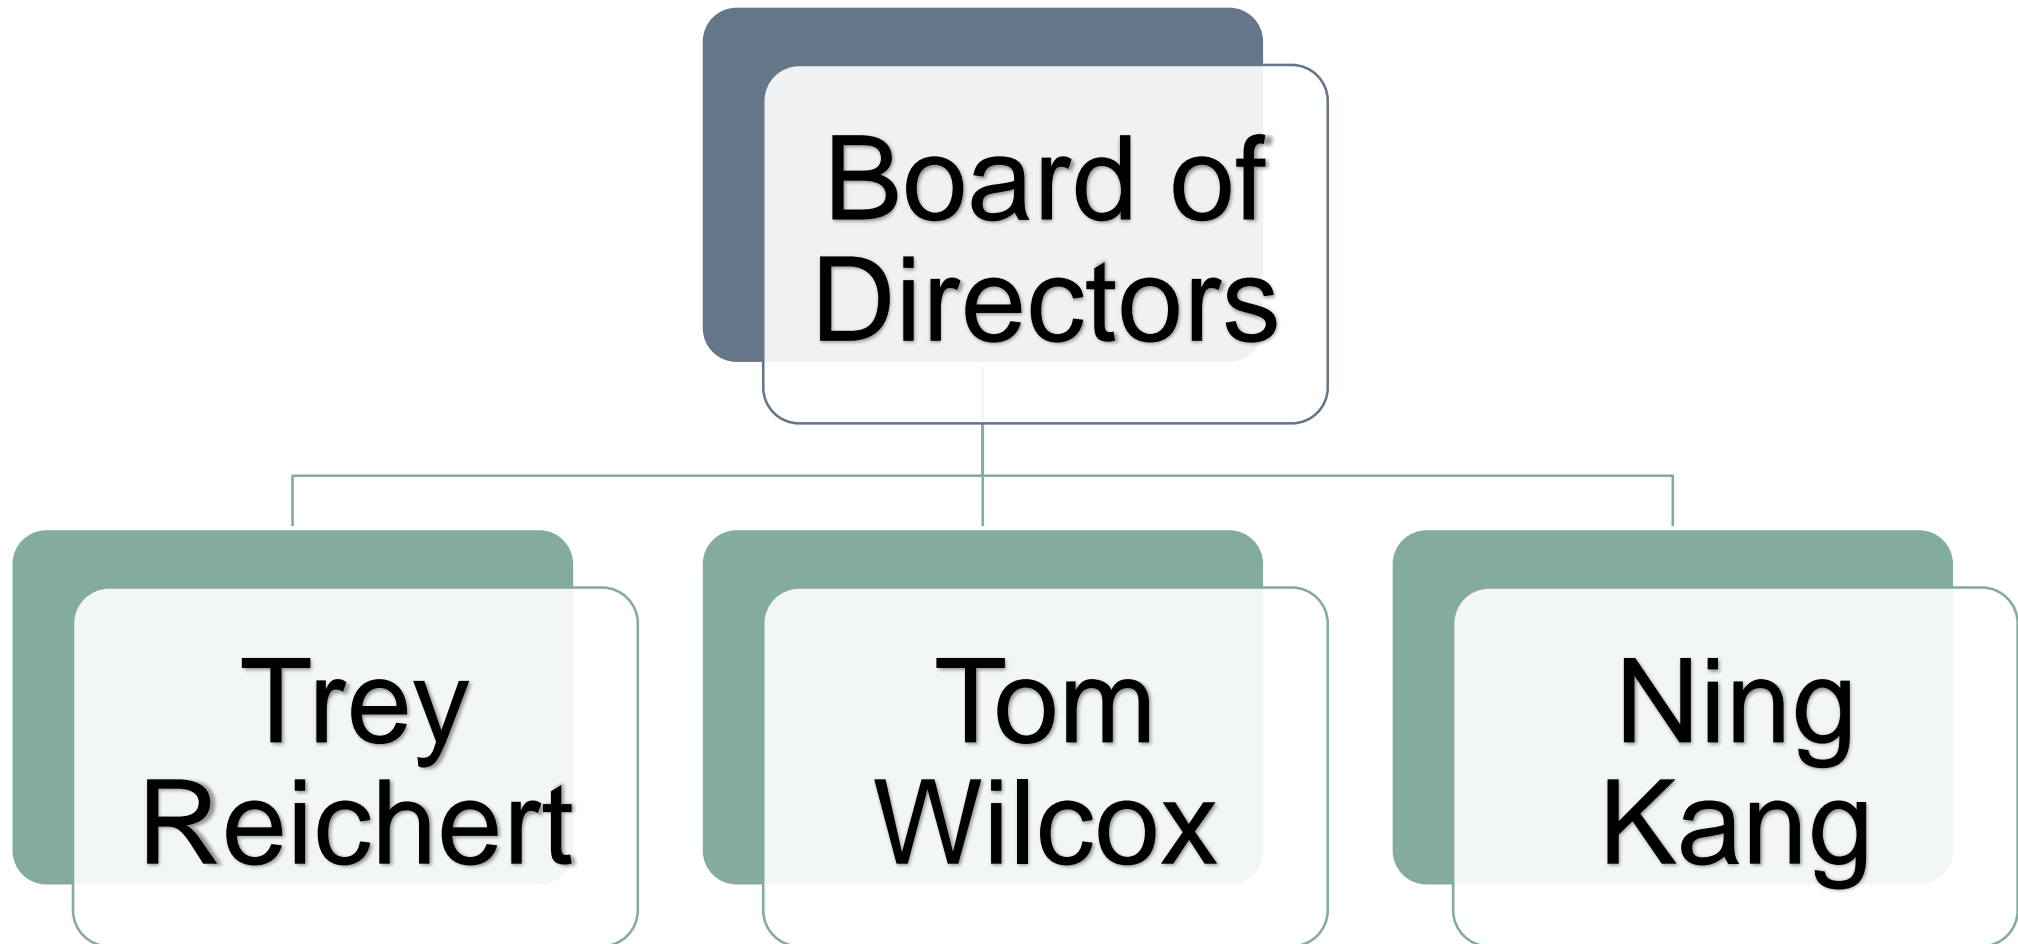 Board of
Directors
Trey
Reichert
Tom
Wilcox
Ning
Kang